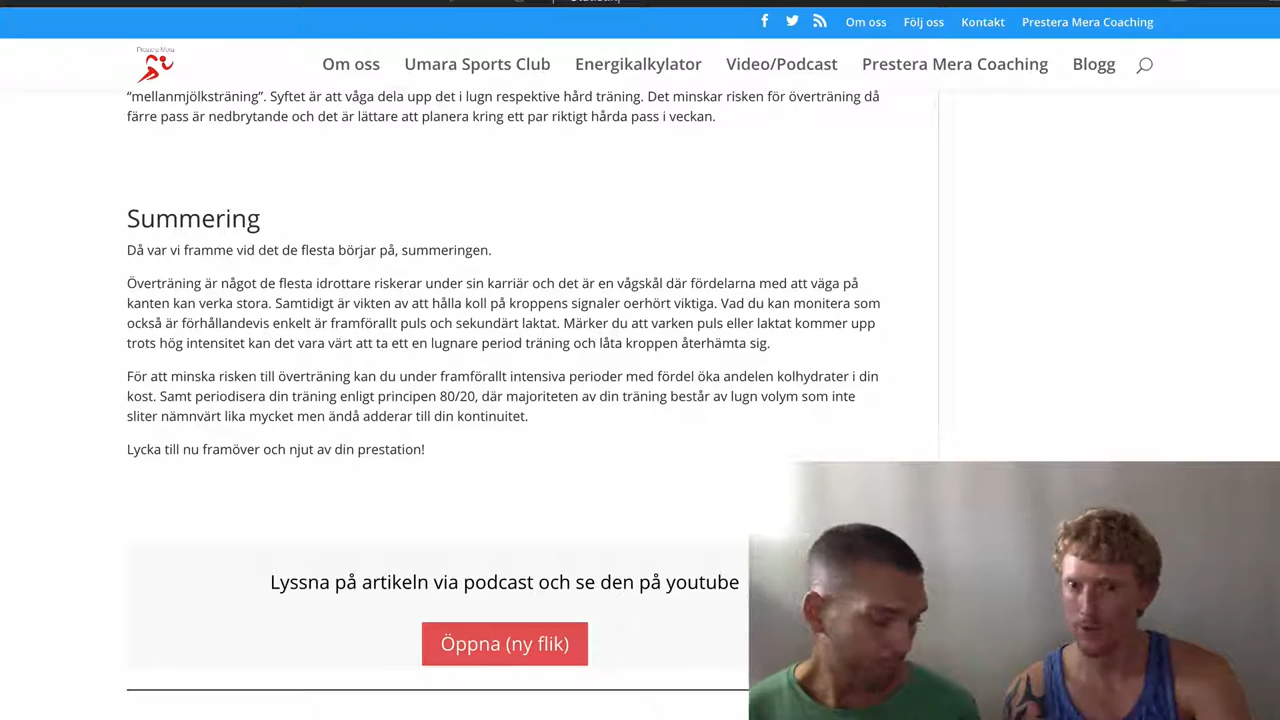 Om oss Följ oss Kontakt Prestera Mera Coaching
Prestera Mera
Om oss Umara Sports Club Energikalkylator Video/Podcast Prestera Mera Coaching Blogg
“mellanmjölksträning”. Syftet är att våga dela upp det i lugn respektive hård träning. Det minskar risken för överträning då
färre pass är nedbrytande och det är lättare att planera kring ett par riktigt hårda pass i veckan.
Summering
Då var vi framme vid det de flesta börjar på, summeringen.
Överträning är något de flesta idrottare riskerar under sin karriär och det är en vågskål där fördelarna med att väga på
kanten kan verka stora. Samtidigt är vikten av att hålla koll på kroppens signaler oerhört viktiga. Vad du kan monitera som
också är förhållandevis enkelt är framförallt puls och sekundärt laktat. Märker du att varken puls eller laktat kommer upp
trots hög intensitet kan det vara värt att ta ett en lugnare period träning och låta kroppen återhämta sig.
För att minska risken till överträning kan du under framförallt intensiva perioder med fördel öka andelen kolhydrater i din
kost. Samt periodisera din träning enligt principen 80/20, där majoriteten av din träning består av lugn volym som inte
sliter nämnvärt lika mycket men ändå adderar till din kontinuitet.
Lycka till nu framöver och njut av din prestation!
Lyssna på artikeln via podcast och se den på youtube
Öppna (ny flik)